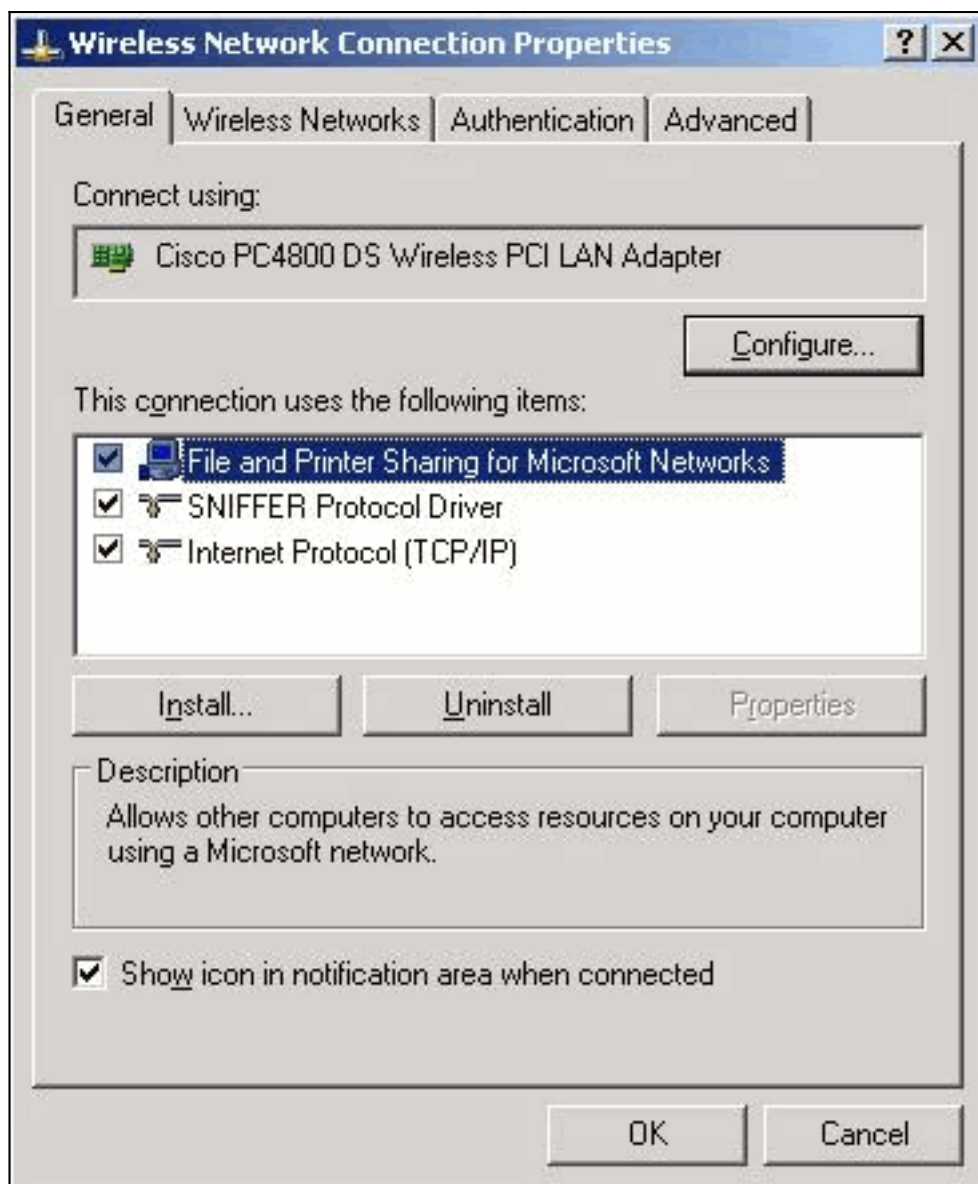 Wireless Network Connection Properties
General
Wireless Networks
Authentication
Advanced
Connect using:
Cisco PC4800 DS Wireless PCI LAN Adapter
Configure...
This connection uses the following items:
File and Printer Sharing for Microsoft Networks
SNIFFER Protocol Driver
Internet Protocol (TCP/IP)
Install...
Uninstall
Properties
Description
Allows other computers to access resources on your computer
using a Microsoft network.
Show icon in notification area when connected
OK
Cancel